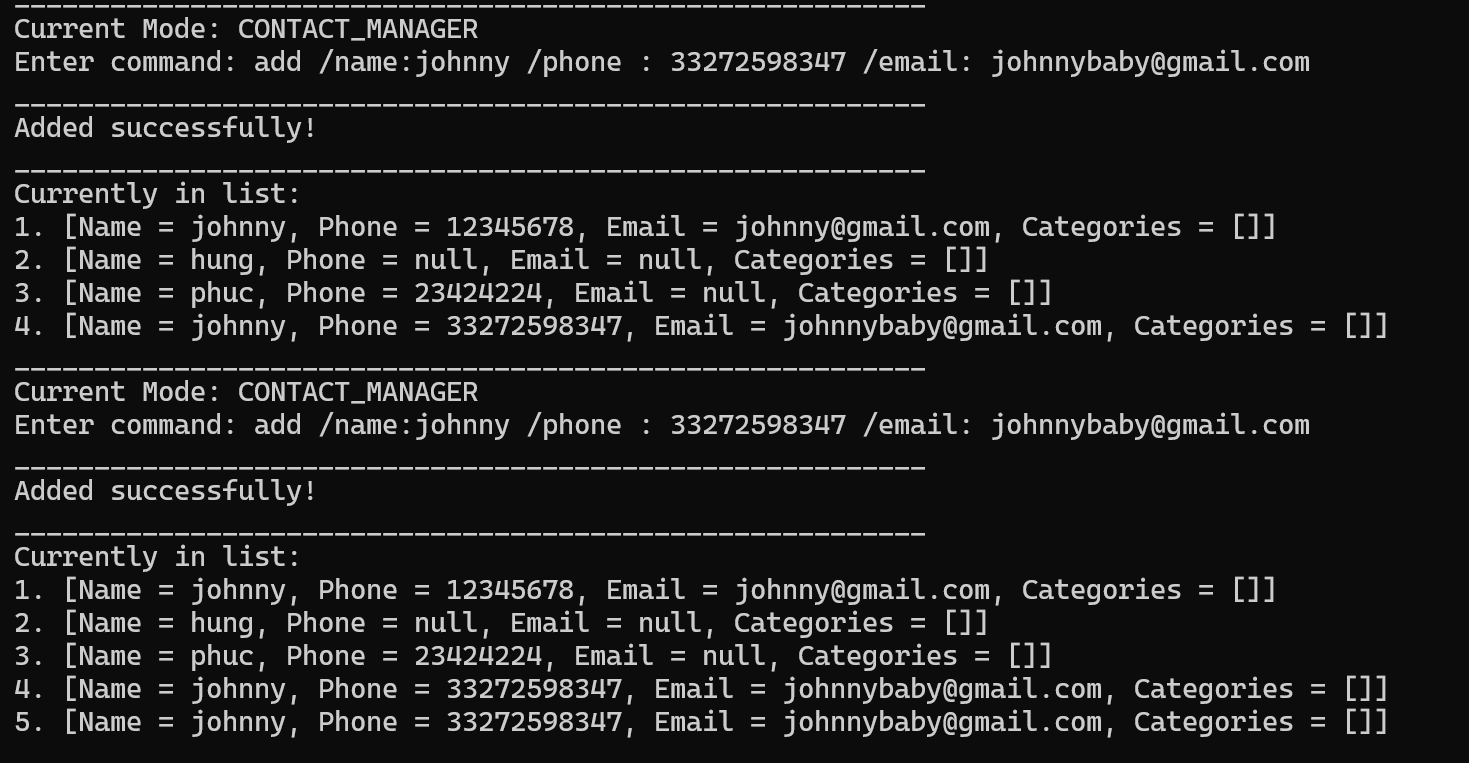 _________________________________________________________
Current Mode: CONTACT_MANAGER
Enter command: add /name:johnny /phone : 33272598347 /email: johnnybaby@gmail.com
_________________________________________________________
Added successfully!
_________________________________________________________
Currently in list:
1. [Name = johnny, Phone = 12345678, Email = johnny@gmail.com, Categories = []]
2. [Name = hung, Phone = null, Email = null, Categories = []]
3. [Name = phuc, Phone = 23424224, Email = null, Categories = []]
4. [Name = johnny, Phone = 33272598347, Email = johnnybaby@gmail.com, Categories = []]
_________________________________________________________
Current Mode: CONTACT_MANAGER
Enter command: add /name:johnny /phone : 33272598347 /email: johnnybaby@gmail.com
_________________________________________________________
Added successfully!
_________________________________________________________
Currently in list:
1. [Name = johnny, Phone = 12345678, Email = johnny@gmail.com, Categories = []]
2. [Name = hung, Phone = null, Email = null, Categories = []]
3. [Name = phuc, Phone = 23424224, Email = null, Categories = []]
4. [Name = johnny, Phone = 33272598347, Email = johnnybaby@gmail.com, Categories = []]
5. [Name = johnny, Phone = 33272598347, Email = johnnybaby@gmail.com, Categories = []]